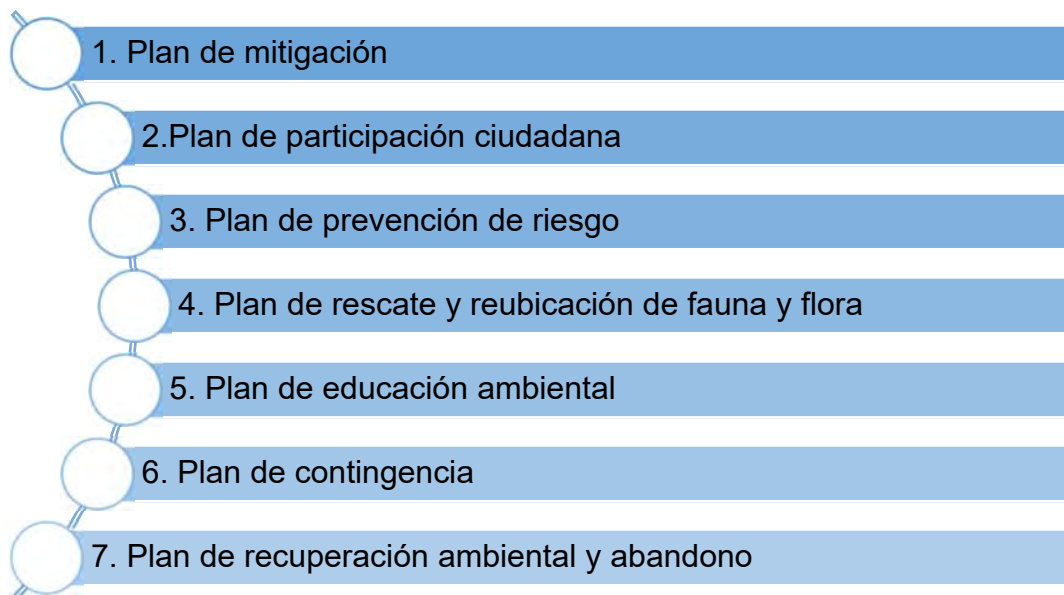 1. Plan de mitigación
2.Plan de participación ciudadana
3. Plan de prevención de riesgo
4. Plan de rescate y reubicación de fauna y flora
5. Plan de educación ambiental
6. Plan de contingencia
7. Plan de recuperación ambiental y abandono